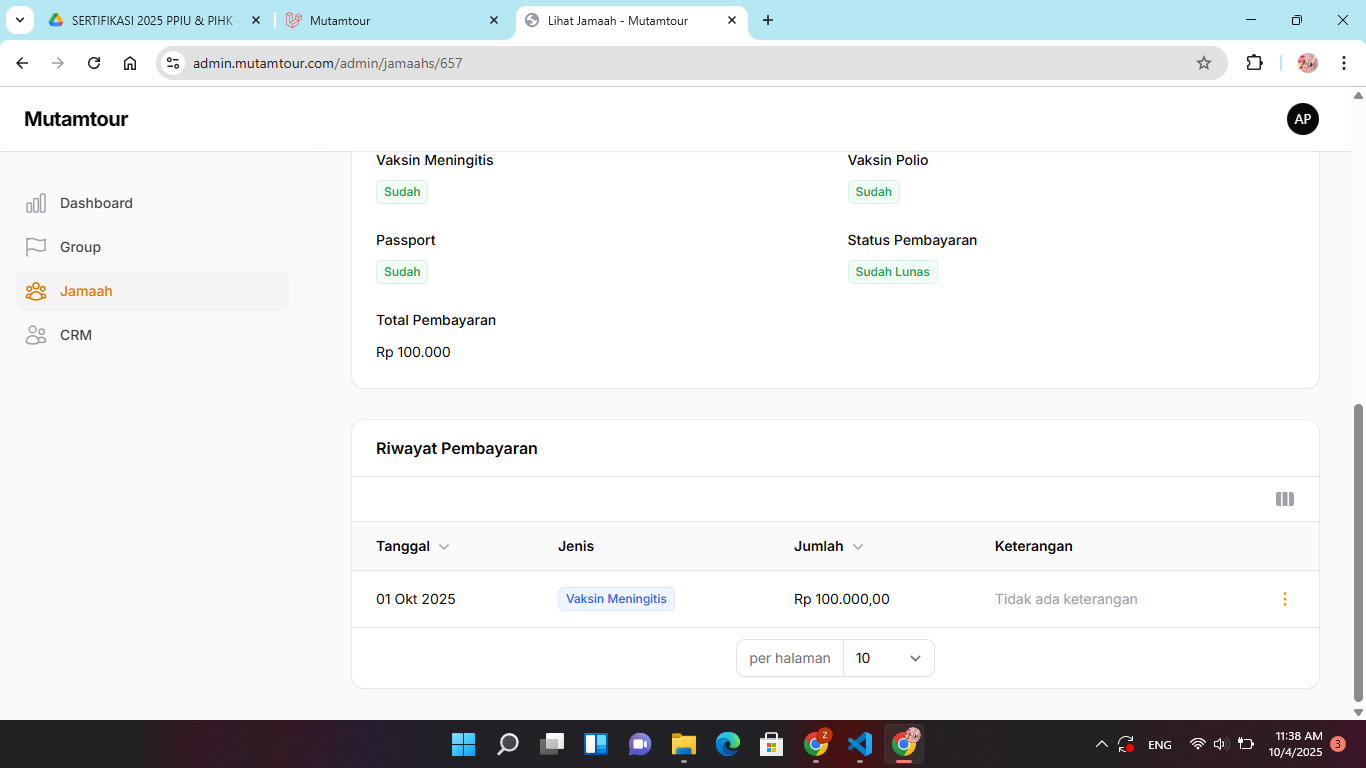 SERTIFIKASI 2025 PPIU & PIHK
Mutamtour
Lihat Jamaah - Mutamtour
admin.mutamtour.com/admin/jamaahs/657
Mutamtour
AP
Dashboard
Group
Jamaah
CRM
Vaksin Meningitis
Vaksin Polio
Sudah
Sudah
Passport
Status Pembayaran
Sudah
Sudah Lunas
Total Pembayaran
Rp 100.000
Riwayat Pembayaran
Tanggal Jenis Jumlah Keterangan
01 Okt 2025 Vaksin Meningitis Rp 100.000,00 Tidak ada keterangan
per halaman 10
Z
ENG
11:38 AM
10/4/2025
3